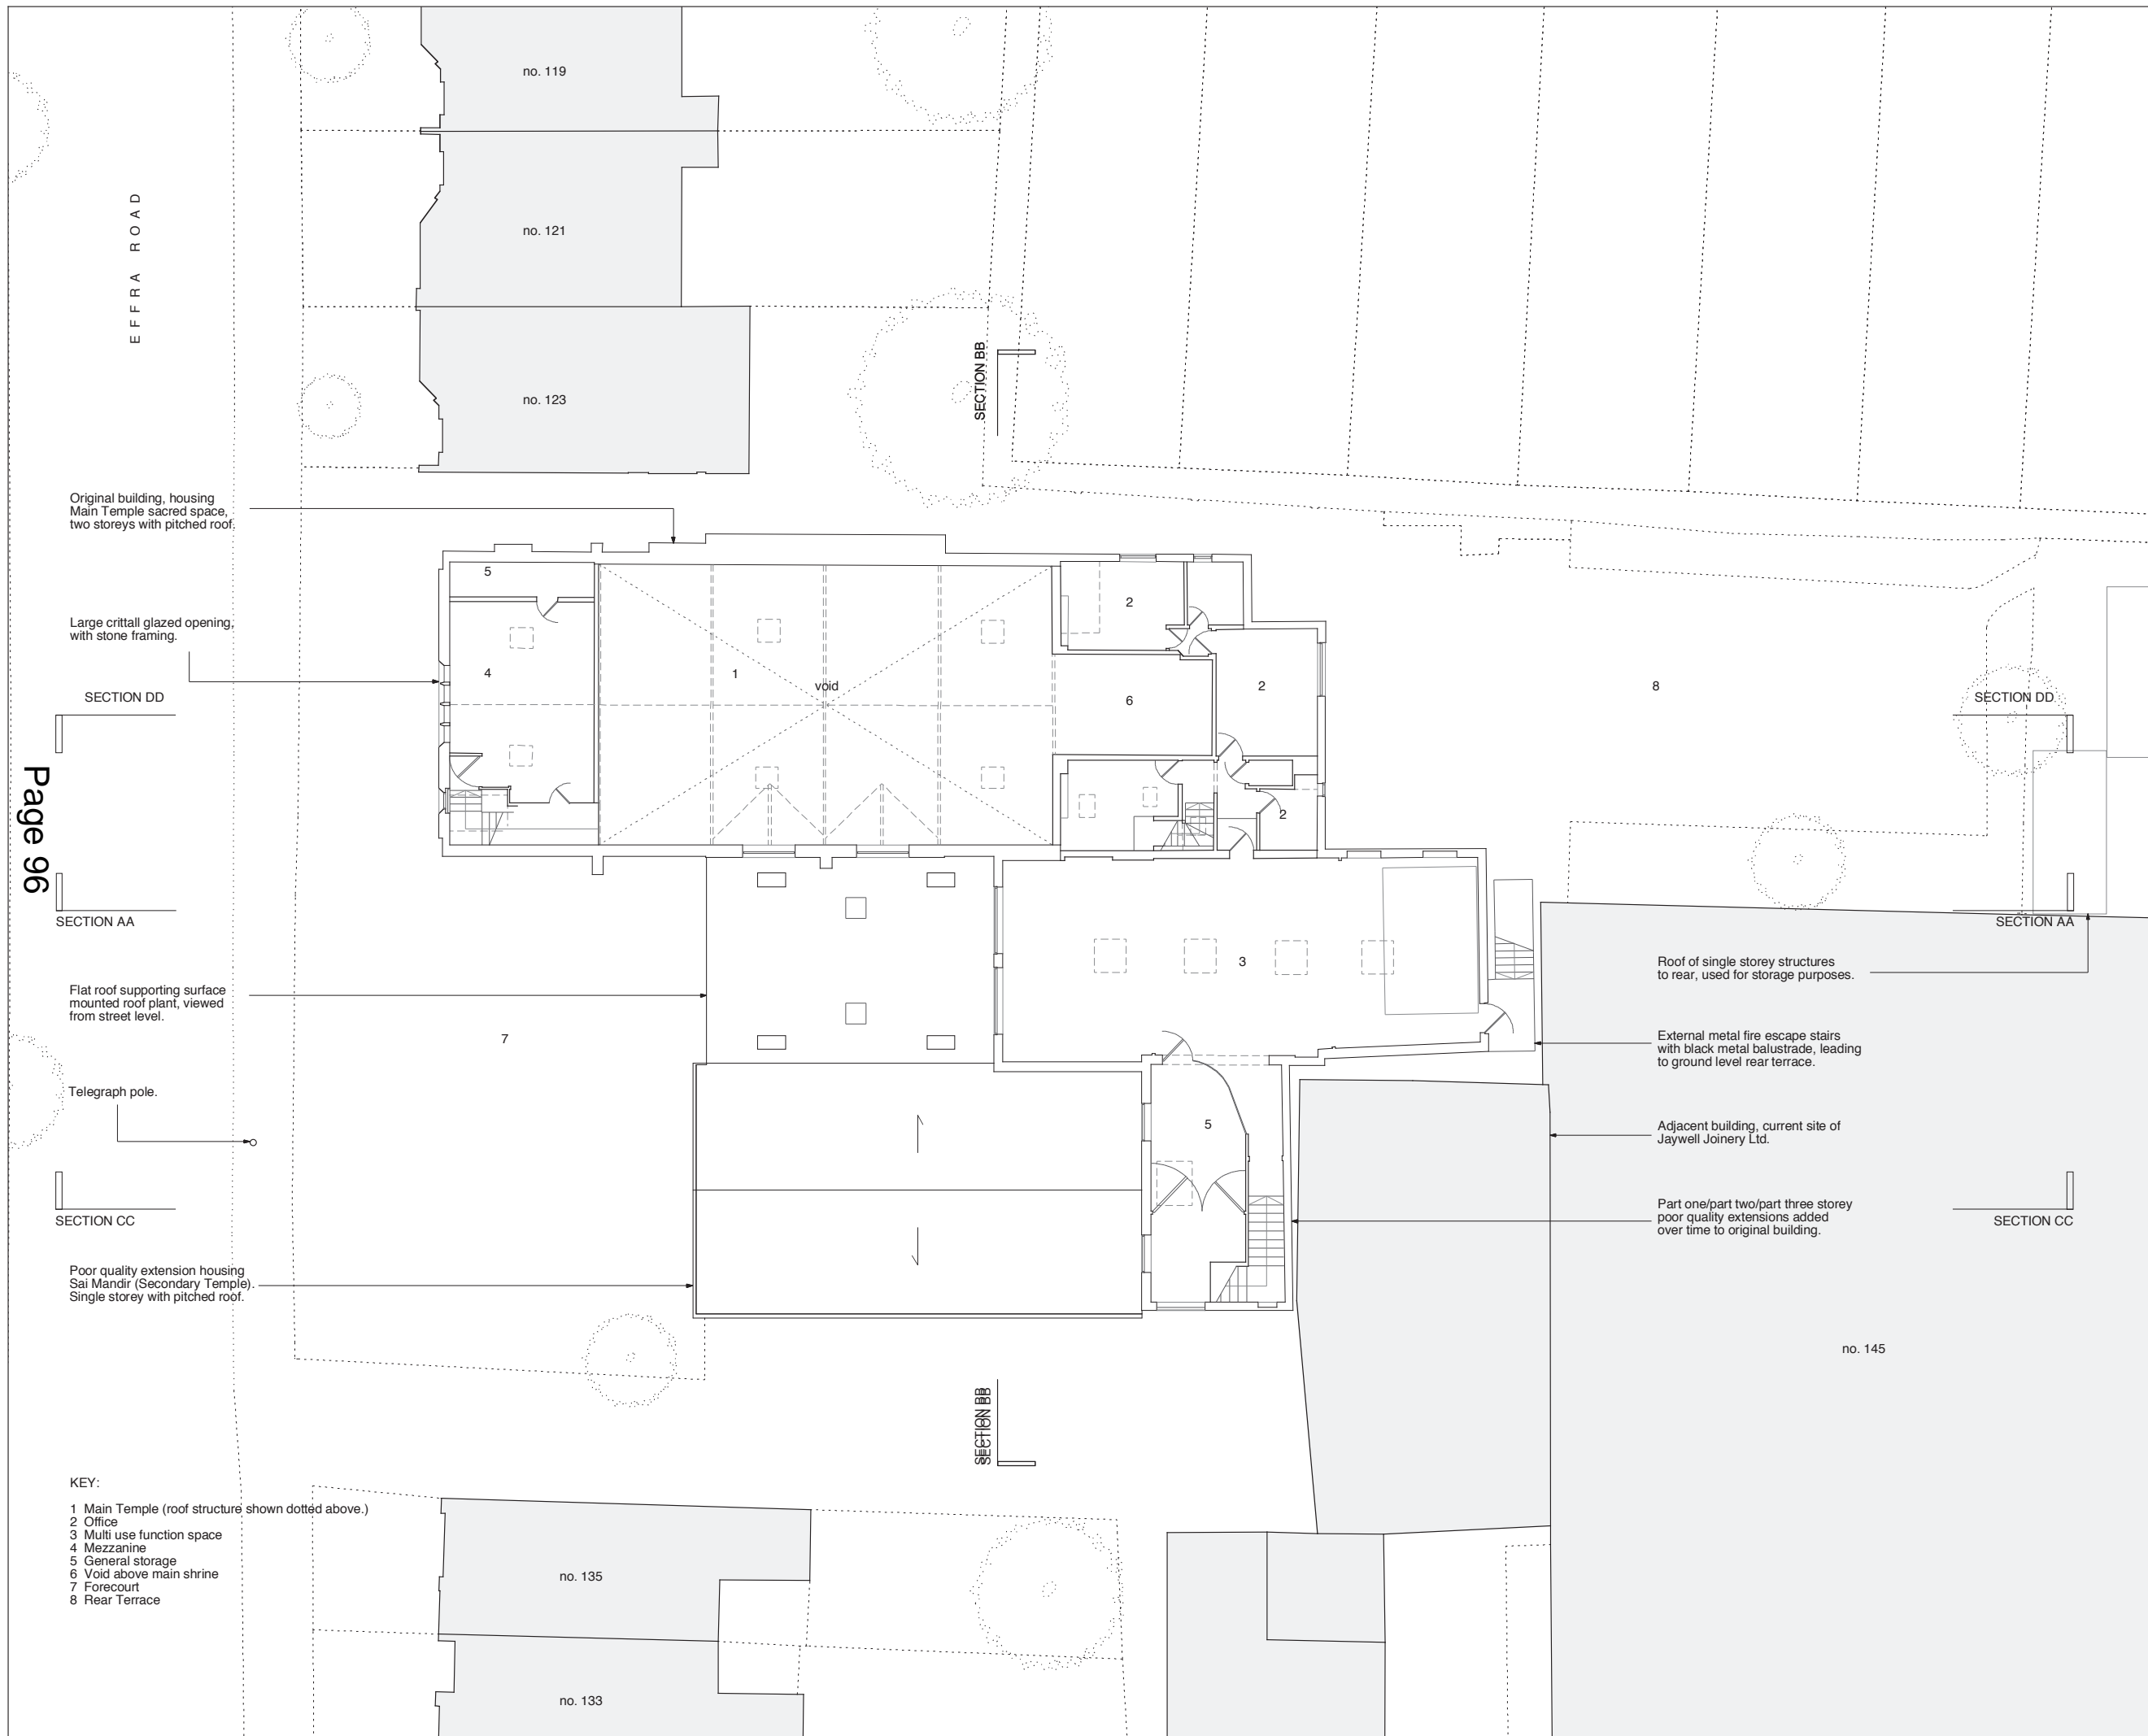 no. 119
EFFRA ROAD
no. 121
no. 123
SECTION BB
Original building, housing
Main Temple sacred space,
two storeys with pitched roof.
Large crittall glazed opening,
with stone framing.
SECTION DD
SECTION DD
5
4
1
void
2
6
2
2
8
Page 96
SECTION AA
SECTION AA
3
Flat roof supporting surface
mounted roof plant, viewed
from street level.
7
Roof of single storey structures
to rear, used for storage purposes.
External metal fire escape stairs
with black metal balustrade, leading
to ground level rear terrace.
Telegraph pole.
5
Adjacent building, current site of
Jaywell Joinery Ltd.
SECTION CC
SECTION CC
Part one/part two/part three storey
poor quality extensions added
over time to original building.
Poor quality extension housing
Sai Mandir (Secondary Temple).
Single storey with pitched roof.
no. 145
SECTION BB
SECTION BB
KEY:
1 Main Temple (roof structure shown dotted above.)
2 Office
3 Multi use function space
4 Mezzanine
5 General storage
6 Void above main shrine
7 Forecourt
8 Rear Terrace
no. 135
no. 133